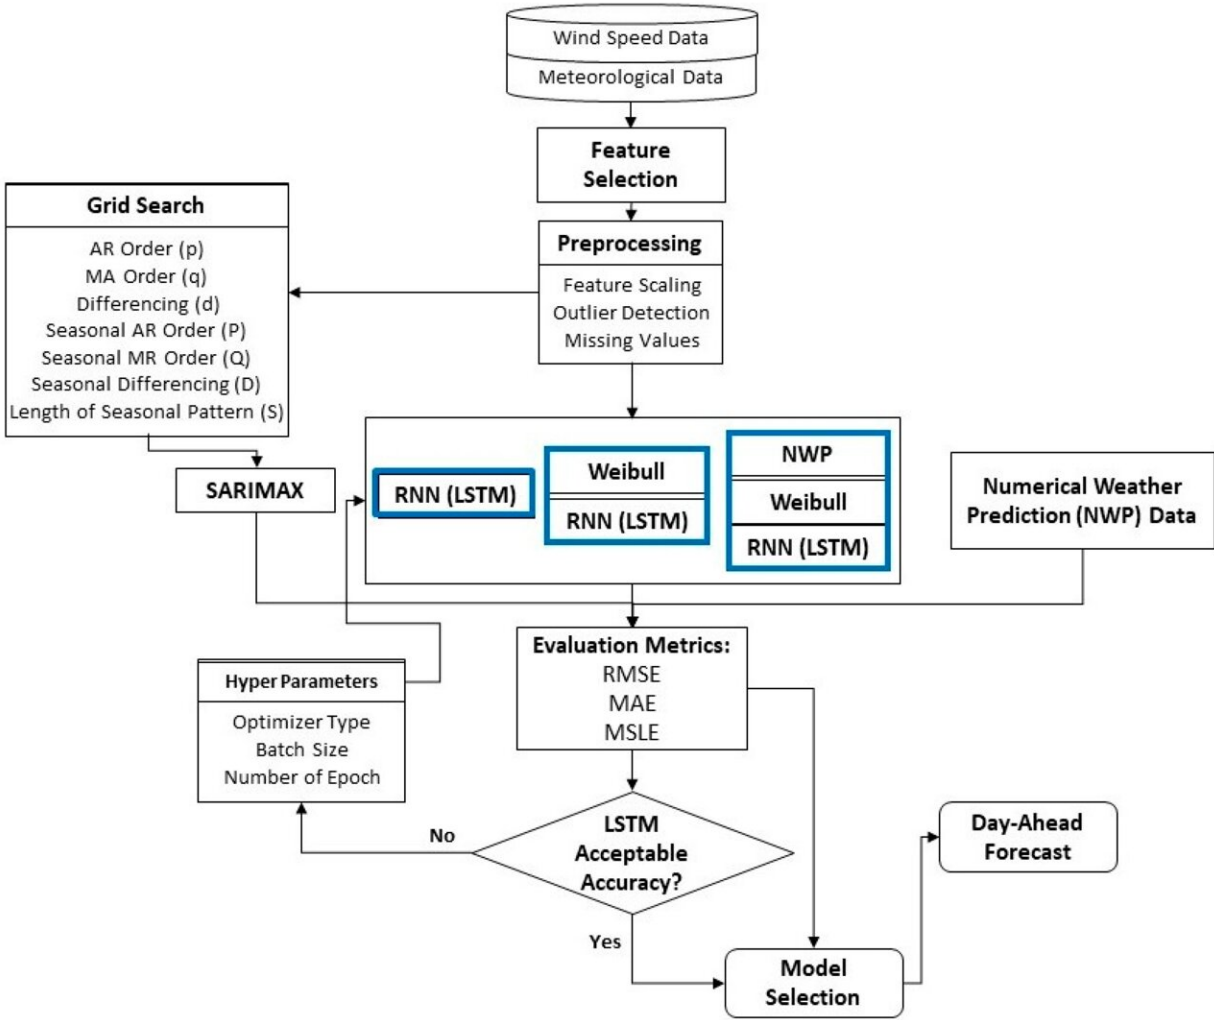 Wind Speed Data
Meteorological Data
Feature
Selection
Grid Search
AR Order (p)
MA Order (q)
Differencing (d)
Seasonal AR Order (P)
Seasonal MR Order (Q)
Seasonal Differencing (D)
Length of Seasonal Pattern (S)
Preprocessing
Feature Scaling
Outlier Detection
Missing Values
SARIMAX
RNN (LSTM)
Weibull
RNN (LSTM)
NWP
Weibull
RNN (LSTM)
Numerical Weather
Prediction (NWP) Data
Evaluation Metrics:
RMSE
MAE
MSLE
Hyper Parameters
Optimizer Type
Batch Size
Number of Epoch
No
LSTM
Acceptable
Accuracy?
Yes
Day-Ahead
Forecast
Model
Selection